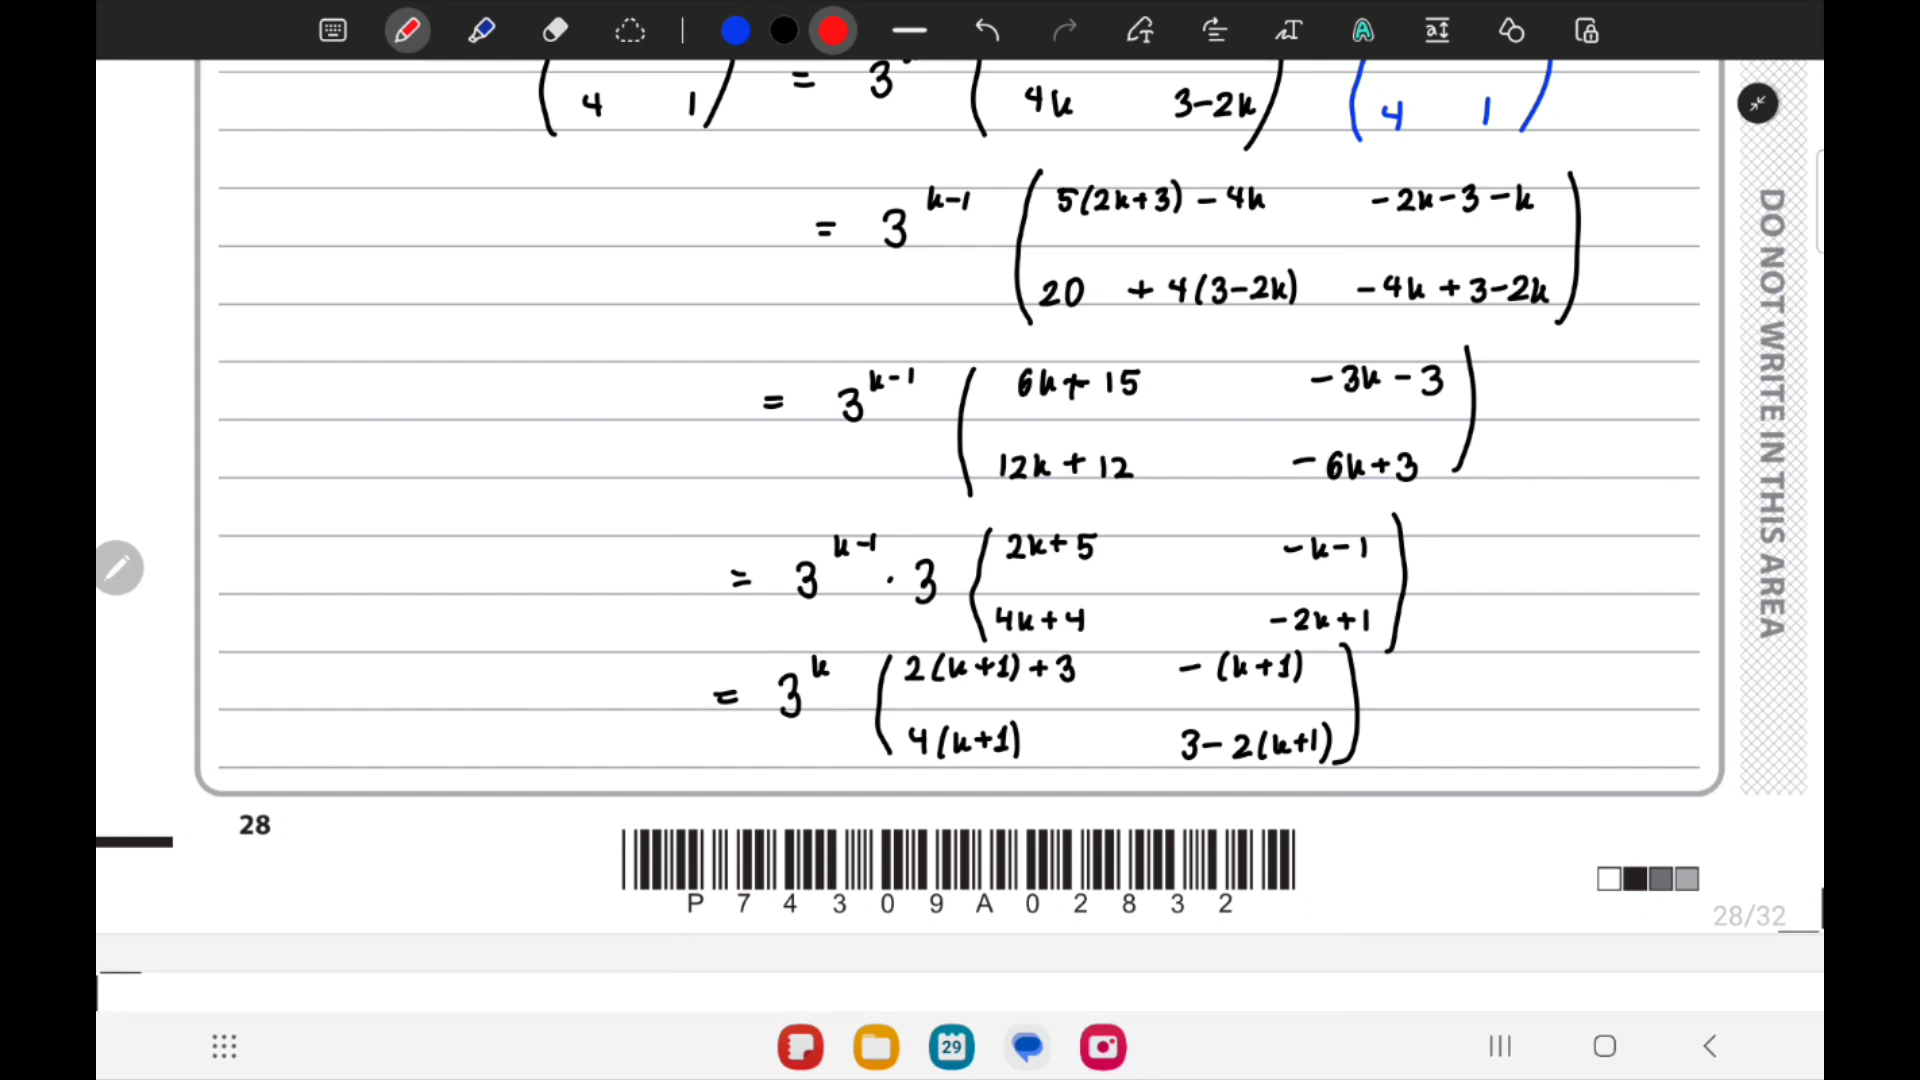 ( 4 1 ) = 3 ( 4k 3-2k ) ( 4 1 )
= 3^{k-1} ( 5(2k+3) - 4k -2k-3-k
20 + 4(3-2k) -4k+3-2k )
= 3^{k-1} ( 6k+15 -3k-3
12k+12 -6k+3 )
= 3^{k-1} · 3 ( 2k+5 -k-1
4k+4 -2k+1 )
= 3^{k} ( 2(k+1)+3 -(k+1)
4(k+1) 3-2(k+1) )
DO NOT WRITE IN THIS AREA
28
P 7 4 3 0 9 A 0 2 8 3 2
28/32
29